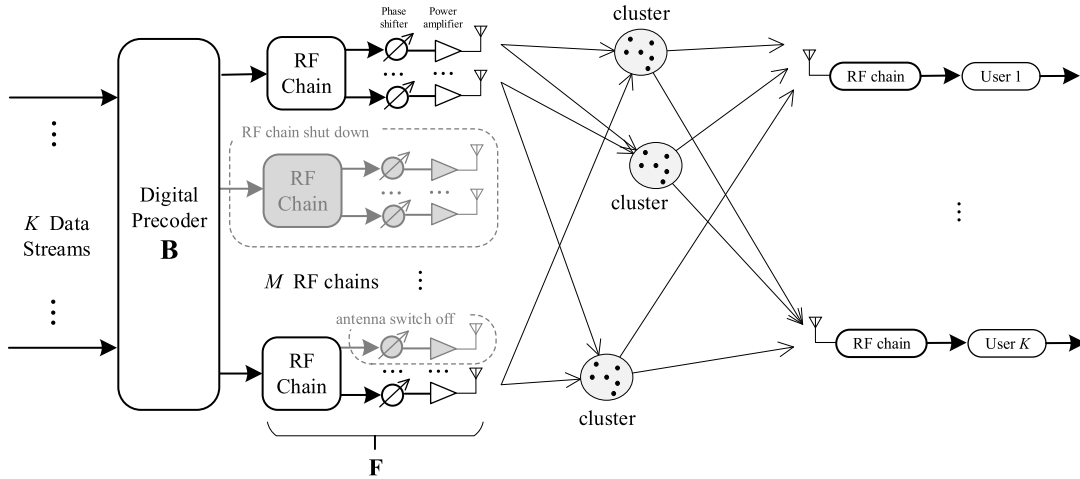 Phase
shifter
Power
amplifier
RF
Chain
RF chain shut down
RF
Chain
K Data
Streams
Digital
Precoder
B
M RF chains
antenna switch off
RF
Chain
F
cluster
cluster
cluster
RF chain
User 1
RF chain
User K